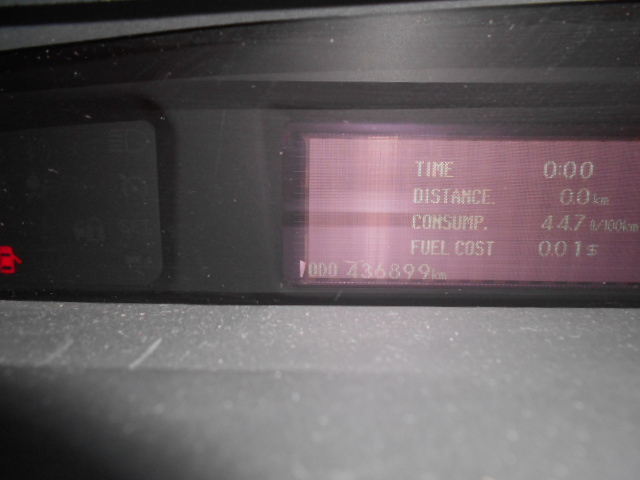 TIME 0:00
DISTANCE. 0.0 km
CONSUMP. 44.7 ℓ/100km
FUEL COST 0.01
ODO 436899 km